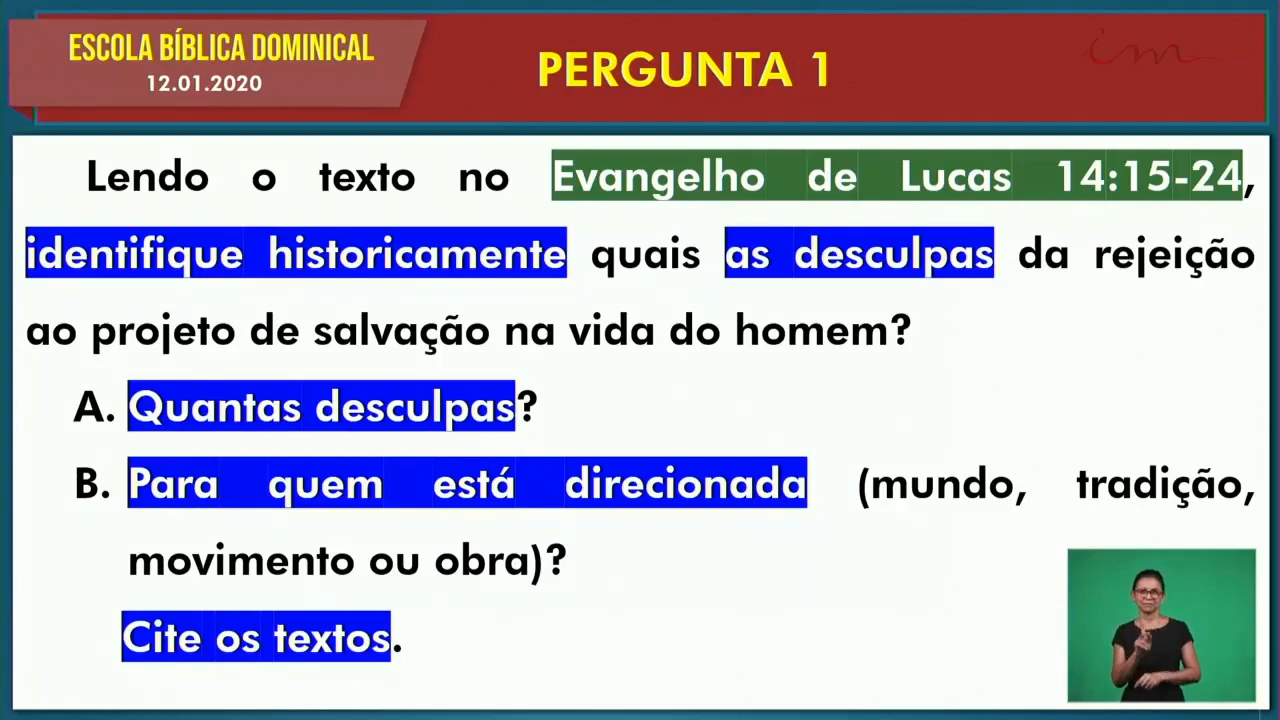 ESCOLA BÍBLICA DOMINICAL
12.01.2020
PERGUNTA 1
im
Lendo o texto no Evangelho de Lucas 14:15-24,
identifique historicamente quais as desculpas da rejeição
ao projeto de salvação na vida do homem?
A. Quantas desculpas?
B. Para quem está direcionada (mundo, tradição,
movimento ou obra)?
Cite os textos.